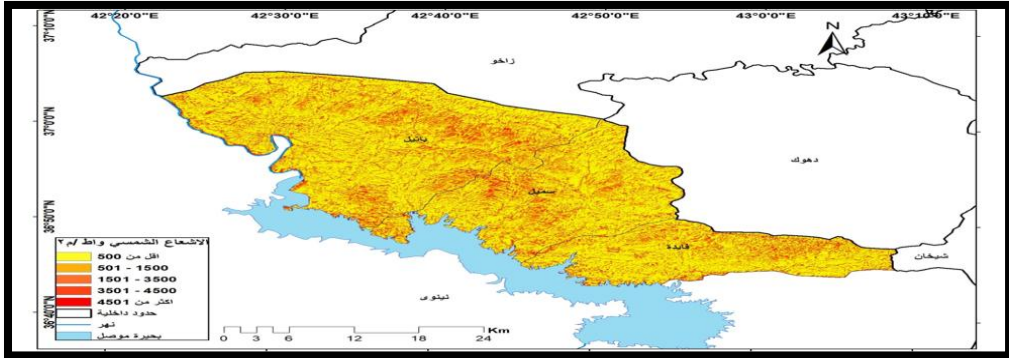 42°20'0"E 42°30'0"E 42°40'0"E 42°50'0"E 43°0'0"E 43°10'0"E
37°10'0"N
37°0'0"N
36°50'0"N
36°40'0"N
N
زاخو
باتيل
دهوك
سميل
فايدة
شيخان
نينوى
الاشعاع الشمسي واط /م٢
اقل من 500
501 - 1500
1501 - 3500
3501 - 4500
اكثر من 4501
حدود داخلية
نهر
بحيرة موصل
0 3 6 12 18 24 Km